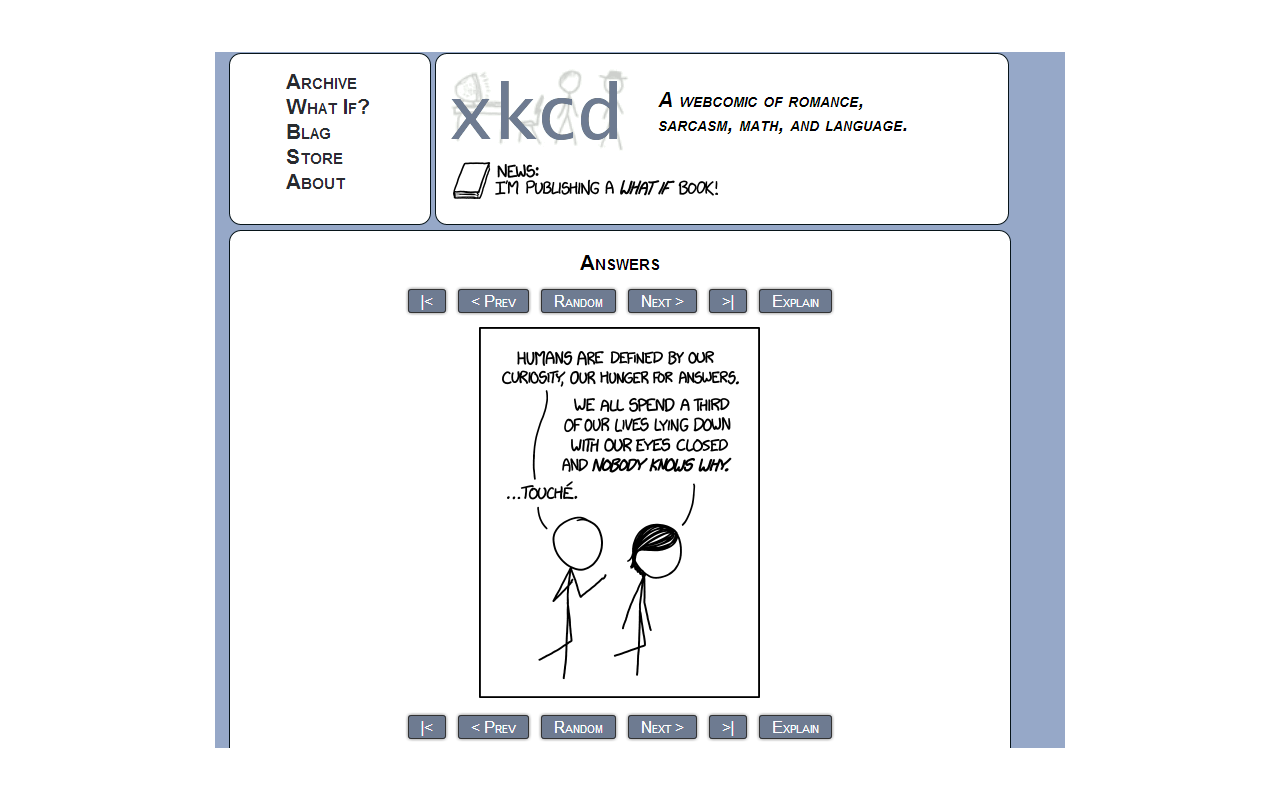 Archive
What If?
Blag
Store
About
xkcd
A webcomic of romance,
sarcasm, math, and language.
NEWS:
I'M PUBLISHING A WHAT IF BOOK!
Answers
|< < Prev Random Next > >| Explain
HUMANS ARE DEFINED BY OUR
CURIOSITY, OUR HUNGER FOR ANSWERS.
WE ALL SPEND A THIRD
OF OUR LIVES LYING DOWN
WITH OUR EYES CLOSED
AND NOBODY KNOWS WHY.
...TOUCHÉ.
|< < Prev Random Next > >| Explain